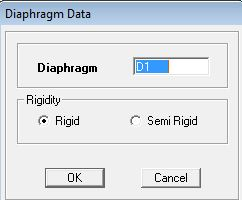 Diaphragm Data
Diaphragm D1
Rigidity
Rigid Semi Rigid
OK Cancel